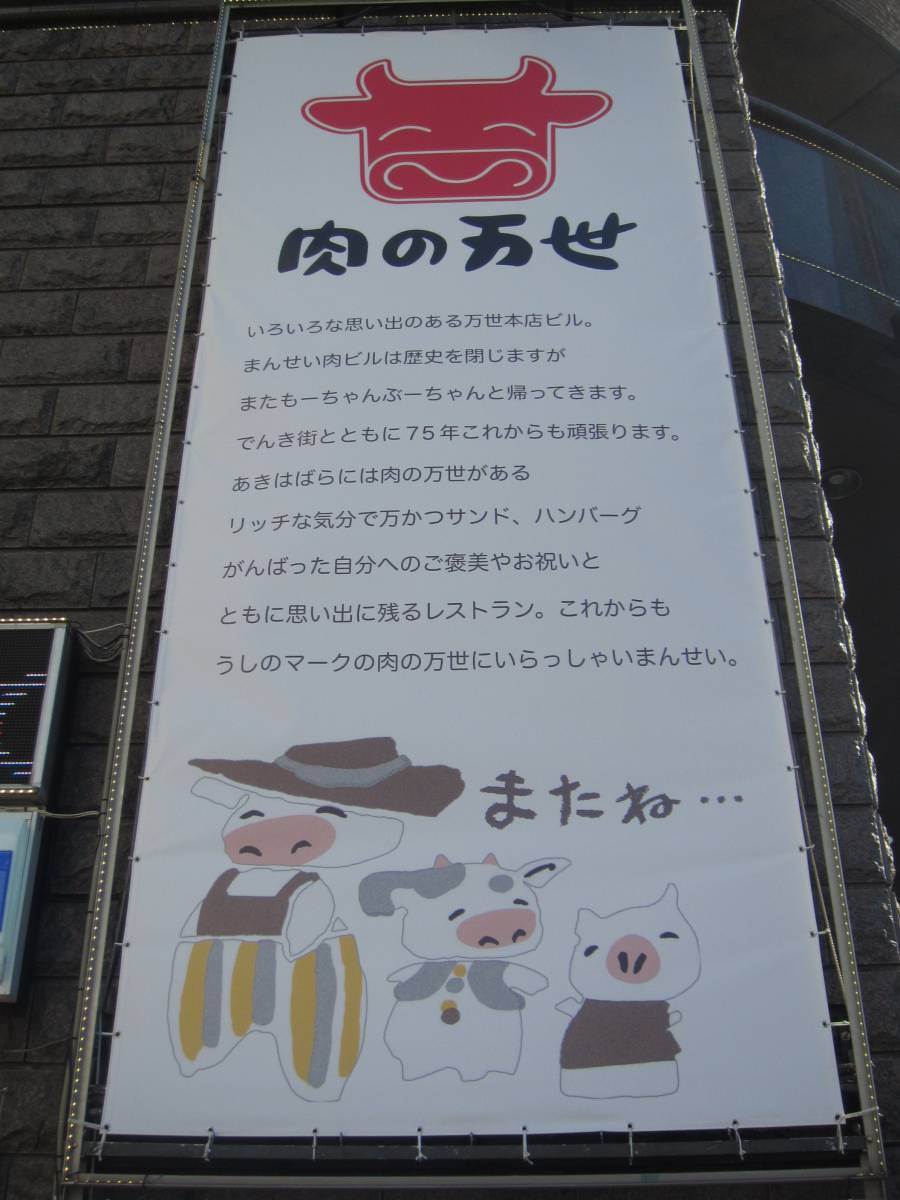 肉の万世
いろいろな思い出のある万世本店ビル。
まんせい肉ビルは歴史を閉じますが
またもーちゃんぶーちゃんと帰ってきます。
でんき街とともに75年これからも頑張ります。
あきはばらには肉の万世がある
リッチな気分で万かつサンド、ハンバーグ
がんばった自分へのご褒美やお祝いと
ともに思い出に残るレストラン。これからも
うしのマークの肉の万世にいらっしゃいまんせい。
またね…